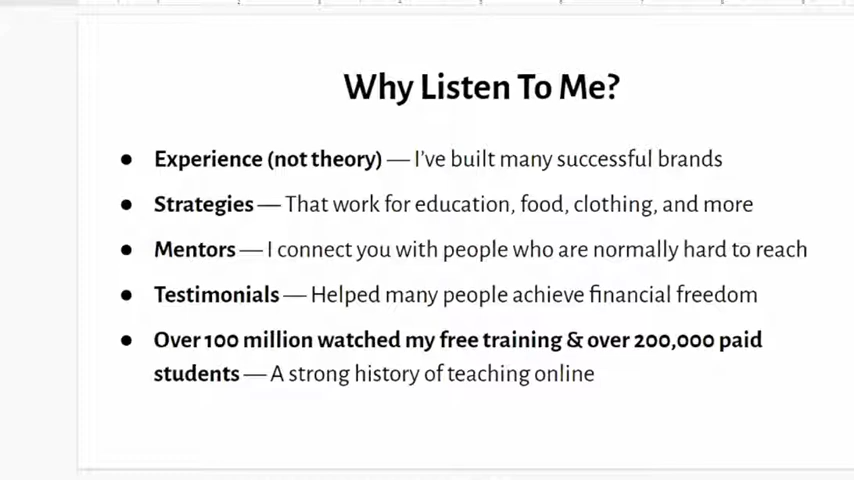 Why Listen To Me?
● Experience (not theory) — I've built many successful brands
● Strategies — That work for education, food, clothing, and more
● Mentors — I connect you with people who are normally hard to reach
● Testimonials — Helped many people achieve financial freedom
● Over 100 million watched my free training & over 200,000 paid
students — A strong history of teaching online